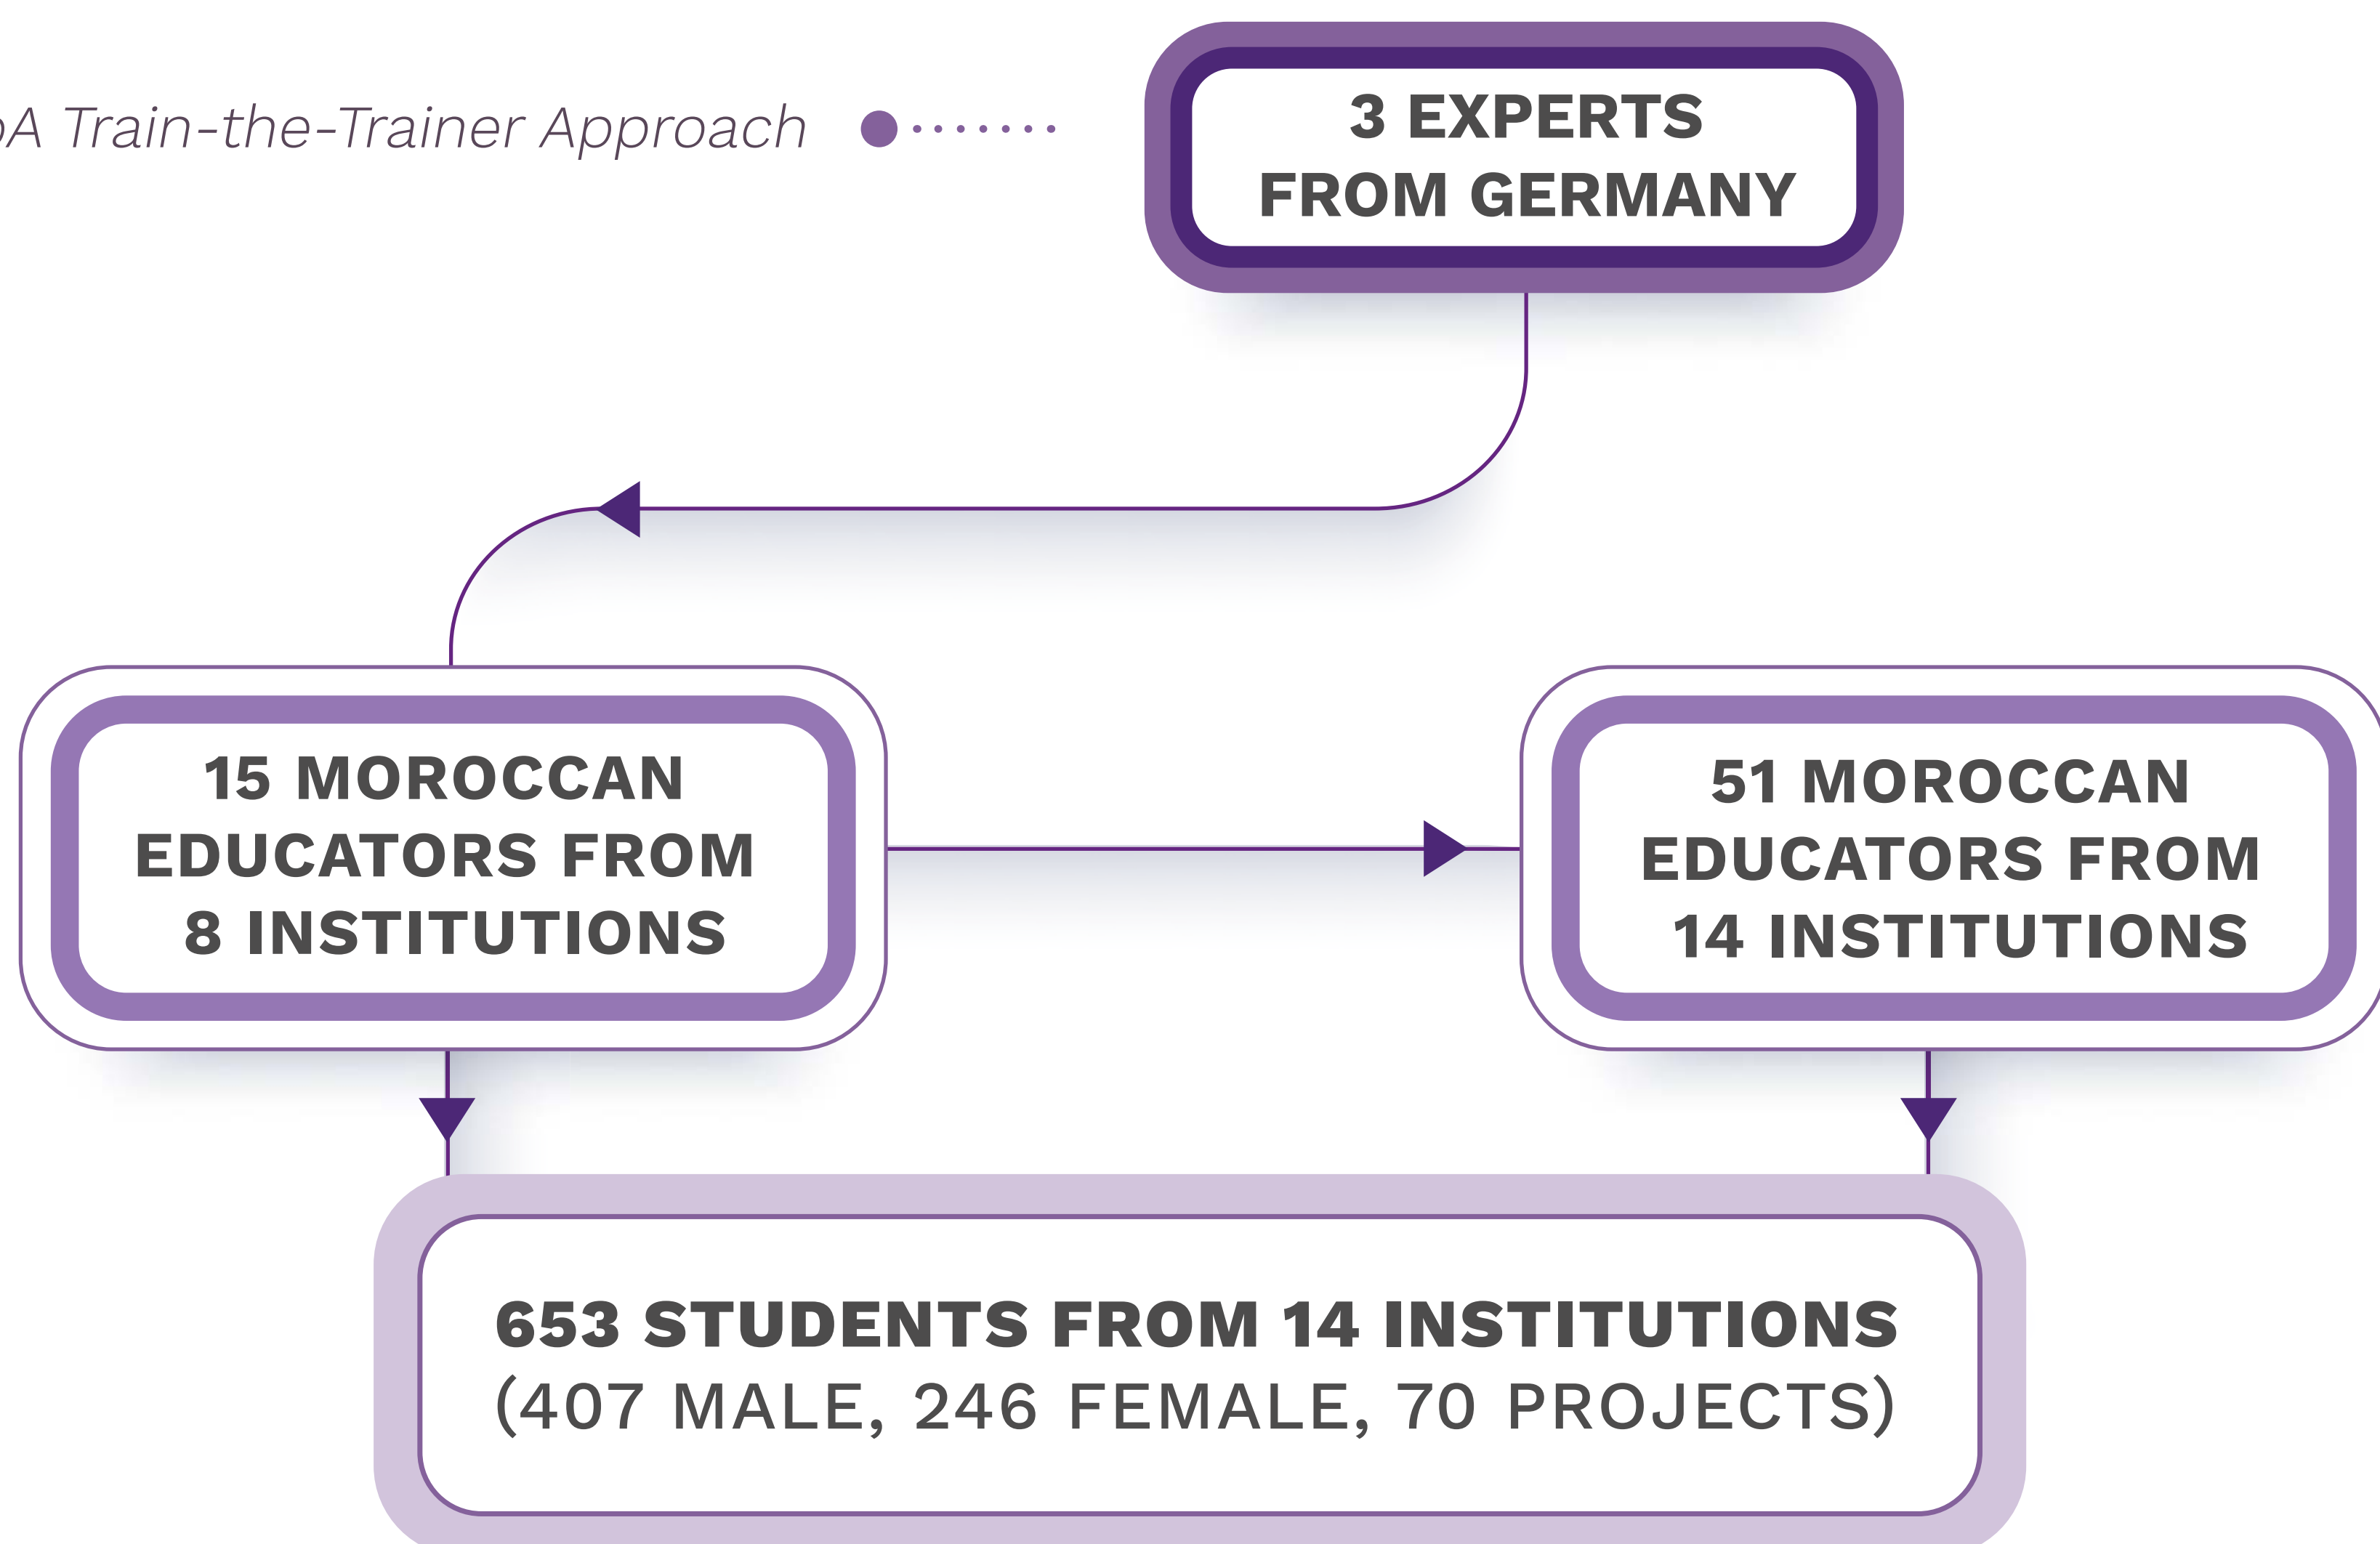 Train-the-Trainer Approach
3 EXPERTS
FROM GERMANY
15 MOROCCAN
EDUCATORS FROM
8 INSTITUTIONS
51 MOROCCAN
EDUCATORS FROM
14 INSTITUTIONS
653 STUDENTS FROM 14 INSTITUTIONS
(407 MALE, 246 FEMALE, 70 PROJECTS)